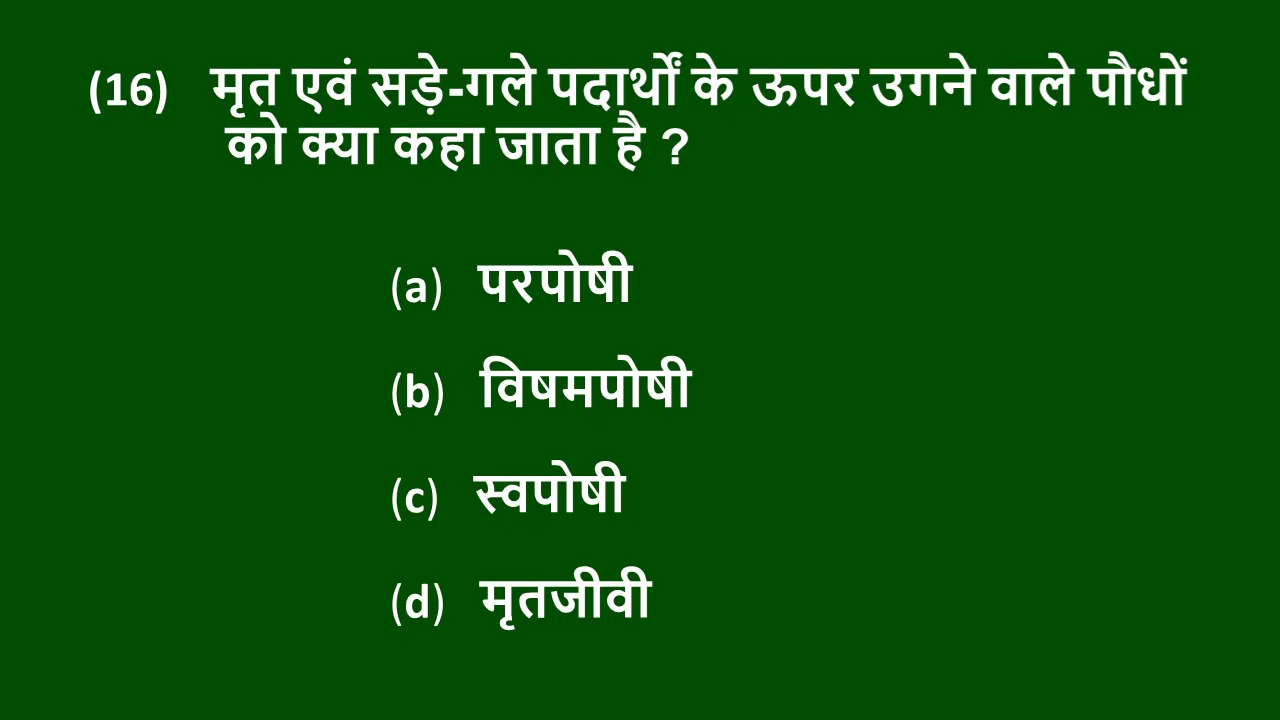 (16) मृत एवं सड़े-गले पदार्थों के ऊपर उगने वाले पौधों
को क्या कहा जाता है ?
(a) परपोषी
(b) विषमपोषी
(c) स्वपोषी
(d) मृतजीवी